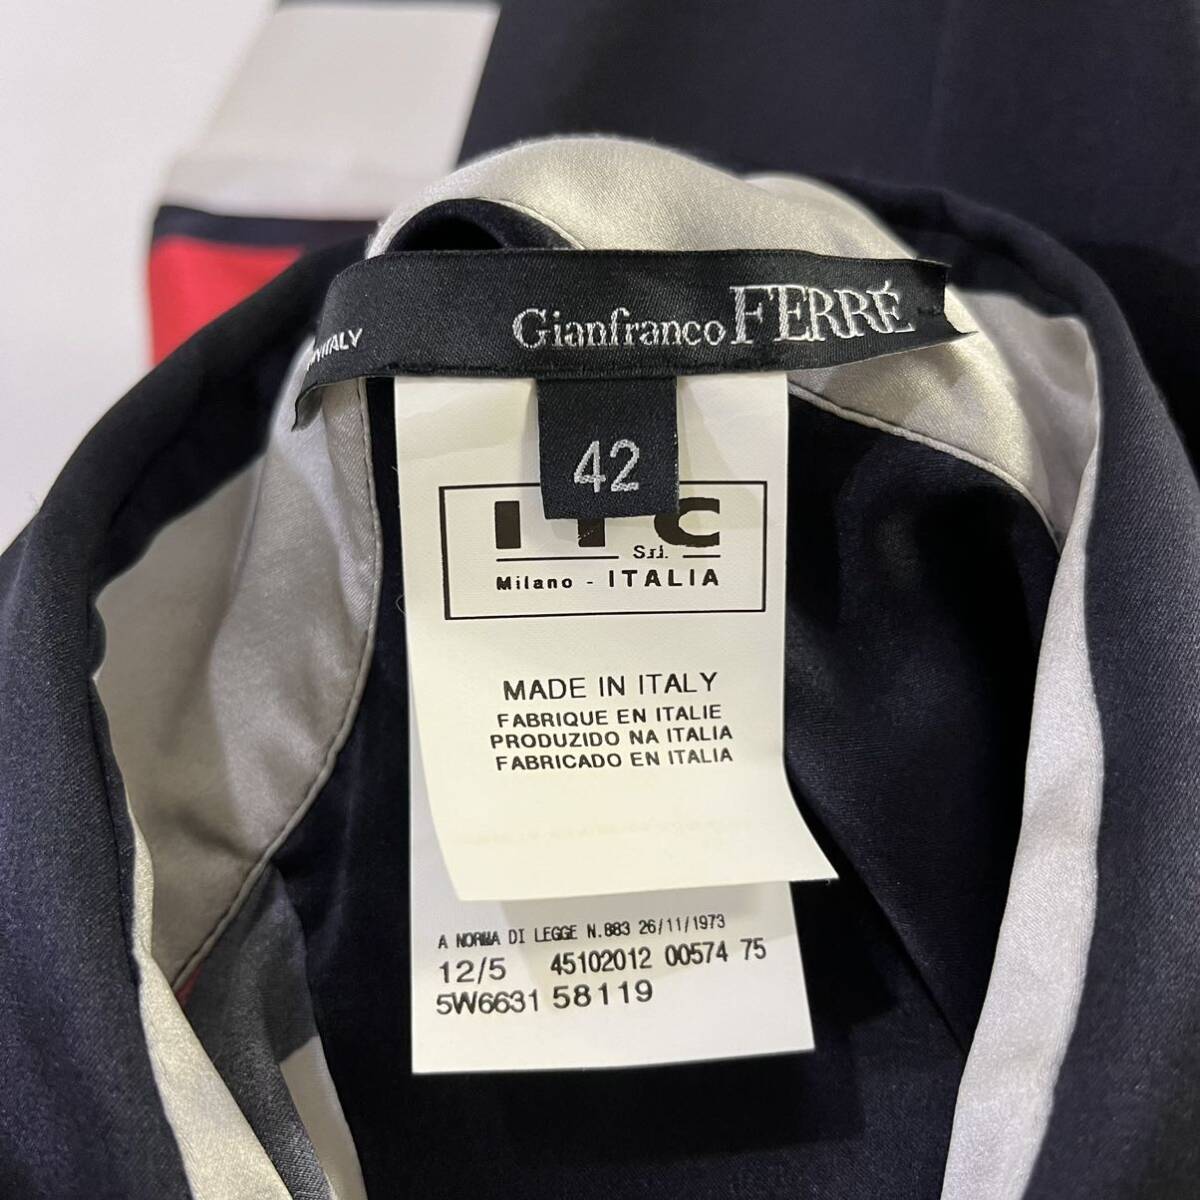 Gianfranco FERRÉ
ITALY
42
ITC
S.r.l.
Milano - ITALIA
MADE IN ITALY
FABRIQUE EN ITALIE
PRODUZIDO NA ITALIA
FABRICADO EN ITALIA
A NORMA DI LEGGE N.883 26/11/1973
12/5 45102012 00574 75
5W6631 58119